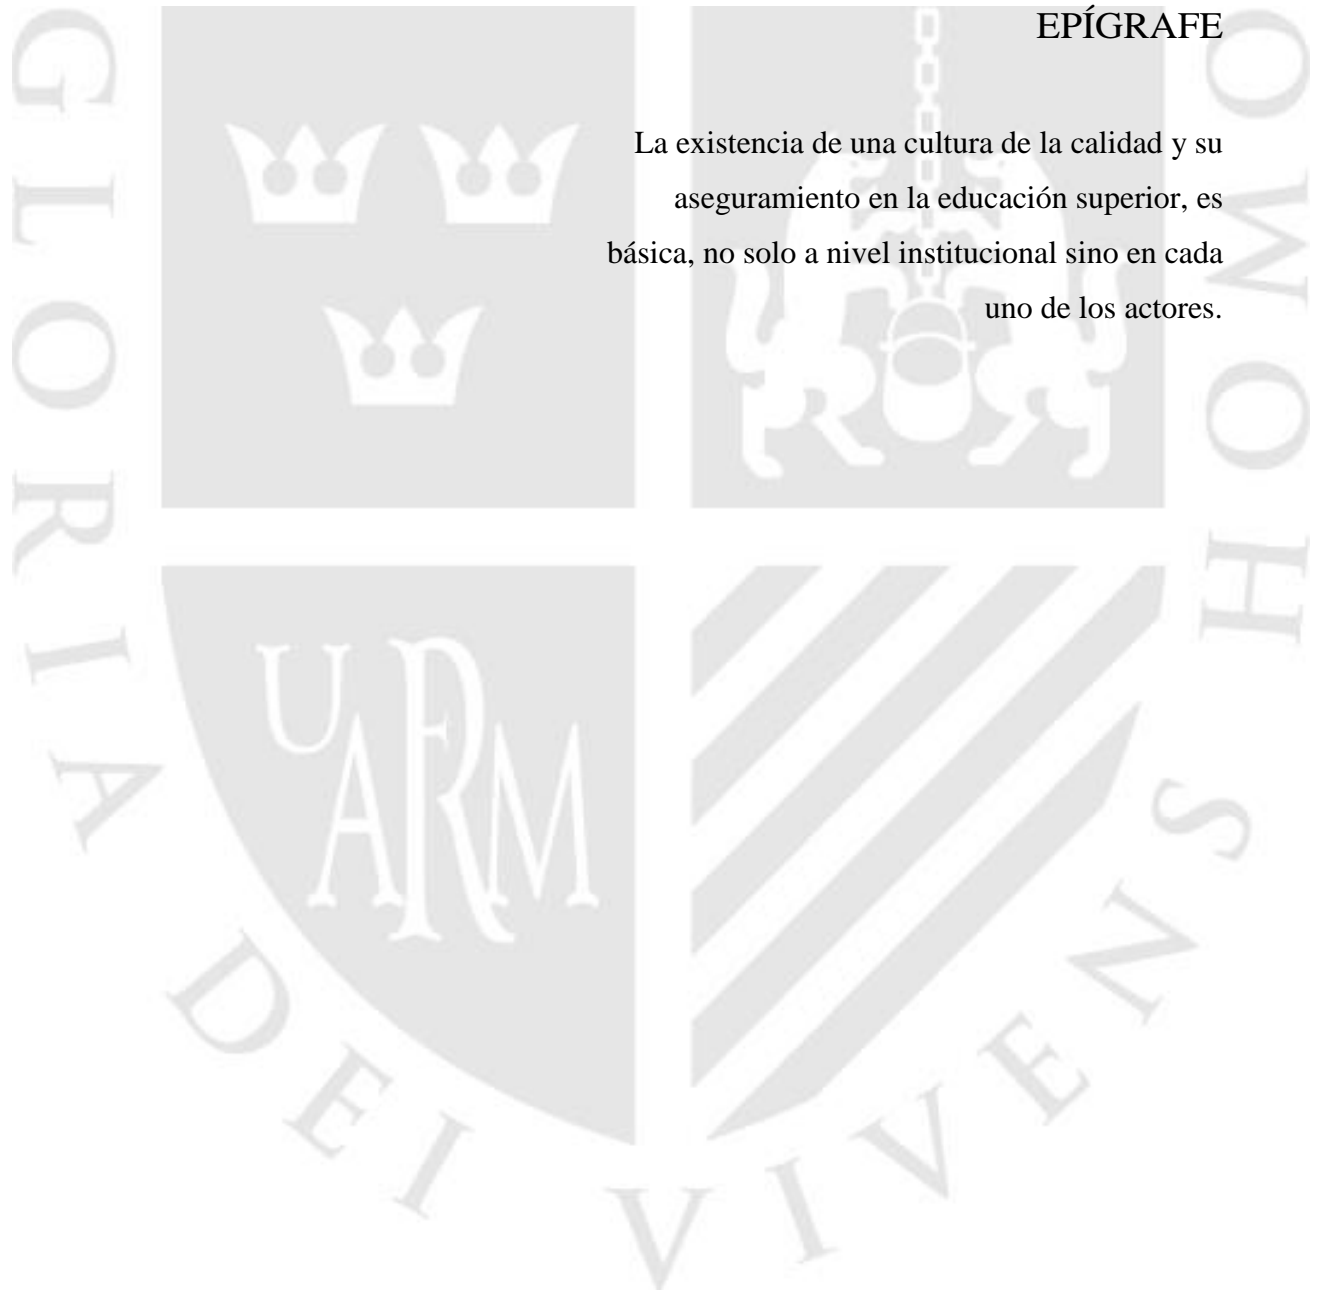 EPÍGRAFE
La existencia de una cultura de la calidad y su
aseguramiento en la educación superior, es
básica, no solo a nivel institucional sino en cada
uno de los actores.
GLORIA DEI VIVENS HOMO
UARM